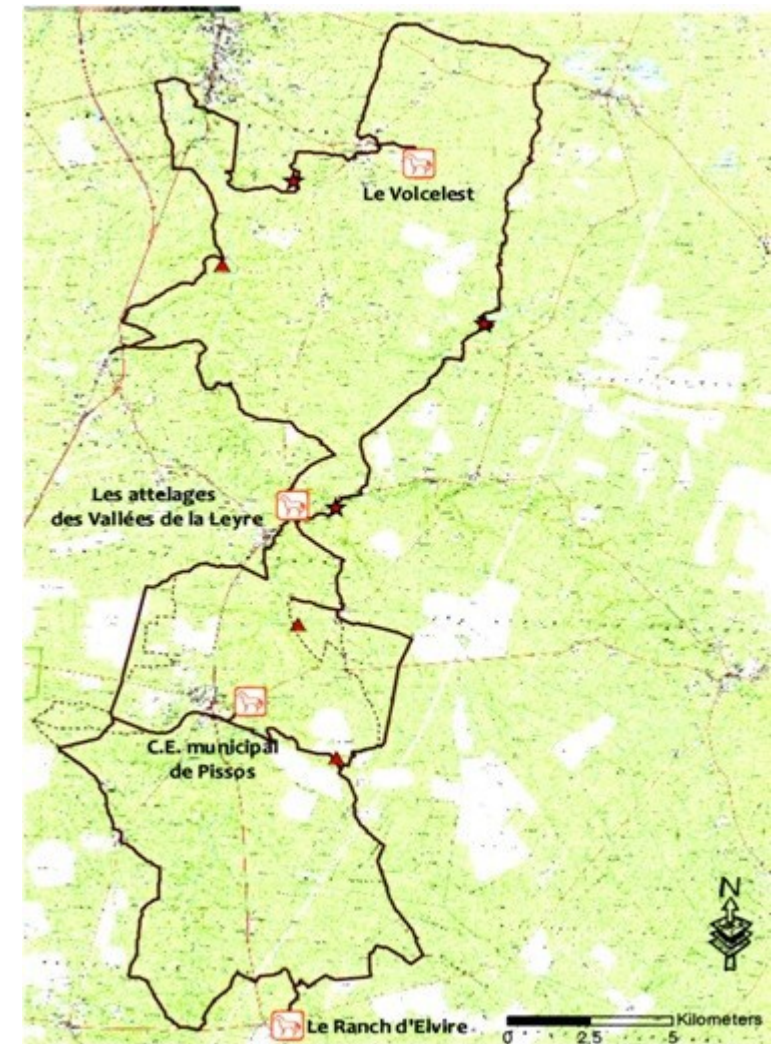 Le Volcelest
Les attelages
des Vallées de la Leyre
C.E. municipal
de Pissos
N
Le Ranch d'Elvire
Kilometers
0 2.5 5